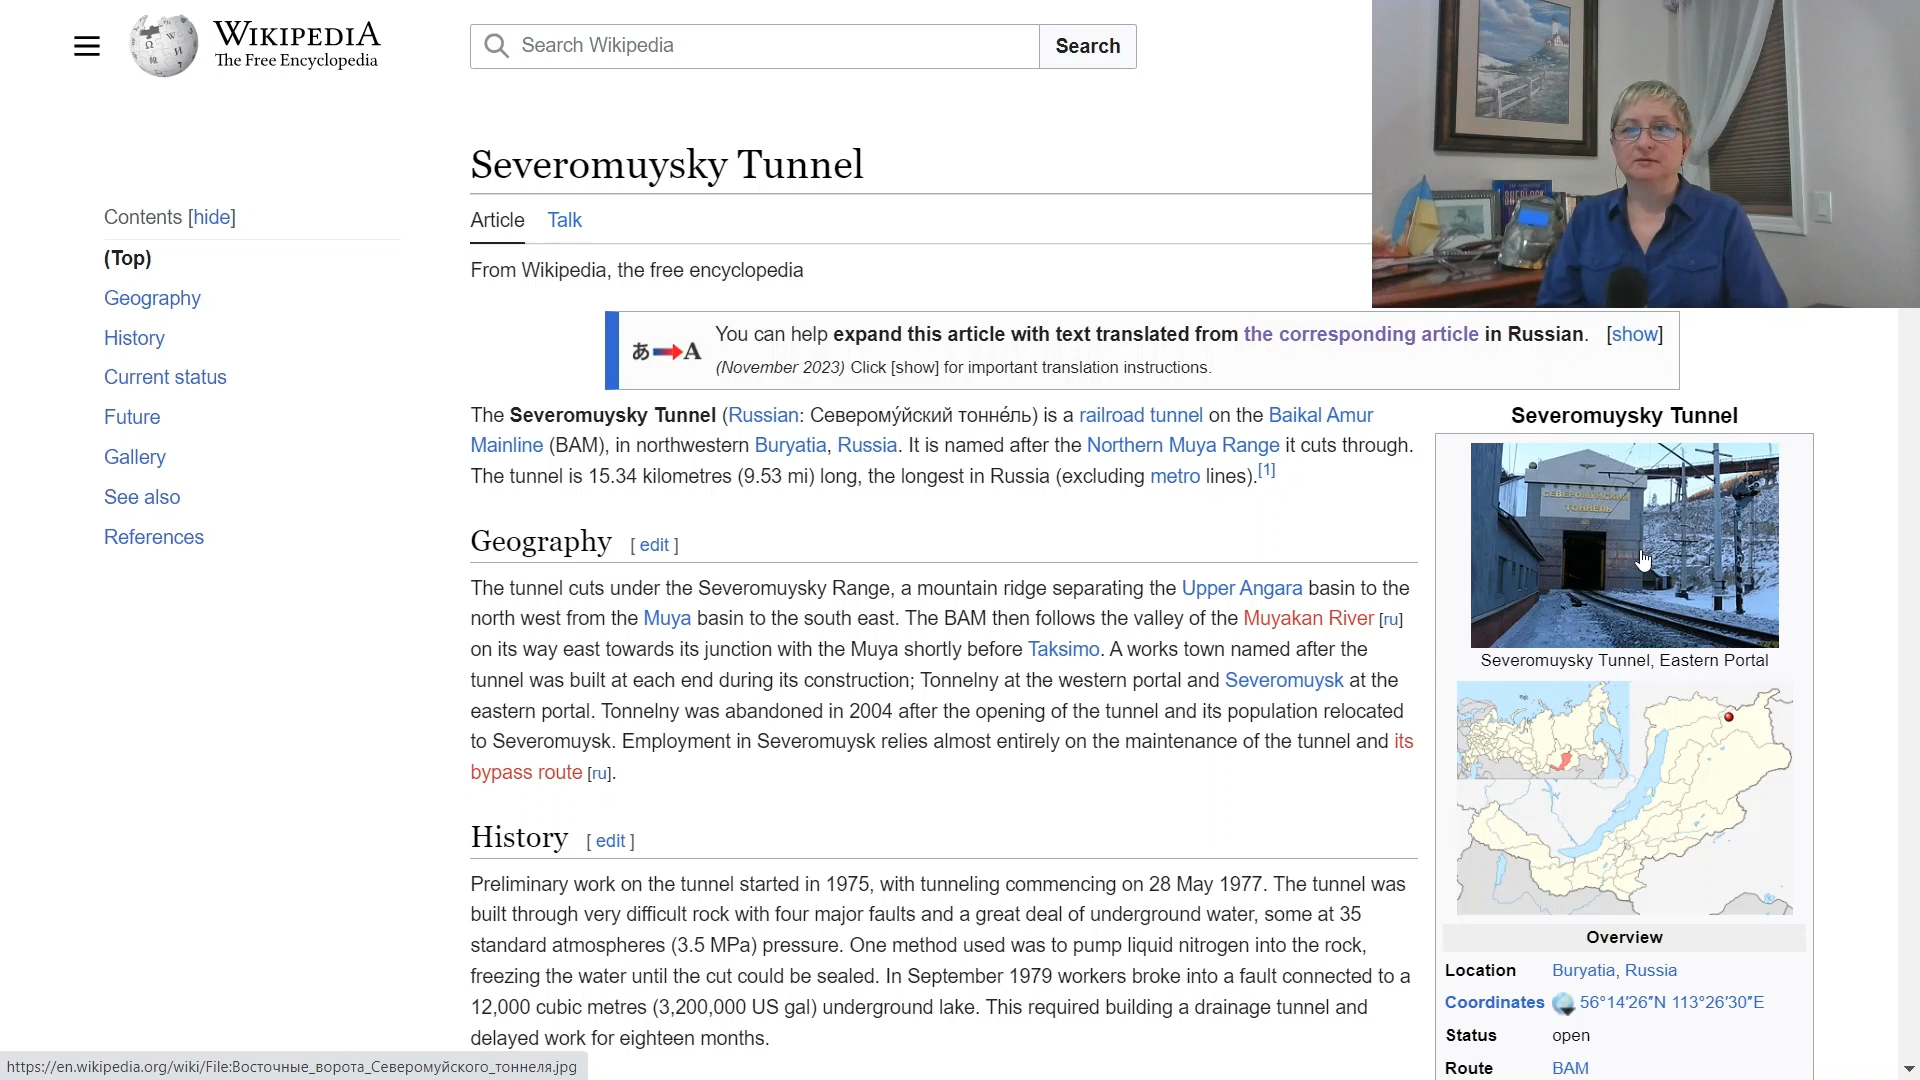 WIKIPEDIA
The Free Encyclopedia
Search Wikipedia
Search
Severomuysky Tunnel
Article Talk
From Wikipedia, the free encyclopedia
Contents [hide]
(Top)
Geography
History
Current status
Future
Gallery
See also
References
あ A
You can help expand this article with text translated from the corresponding article in Russian. [show]
(November 2023) Click [show] for important translation instructions.
The Severomuysky Tunnel (Russian: Северому́йский тонне́ль) is a railroad tunnel on the Baikal Amur
Mainline (BAM), in northwestern Buryatia, Russia. It is named after the Northern Muya Range it cuts through.
The tunnel is 15.34 kilometres (9.53 mi) long, the longest in Russia (excluding metro lines).[1]
Geography [ edit ]
The tunnel cuts under the Severomuysky Range, a mountain ridge separating the Upper Angara basin to the
north west from the Muya basin to the south east. The BAM then follows the valley of the Muyakan River [ru]
on its way east towards its junction with the Muya shortly before Taksimo. A works town named after the
tunnel was built at each end during its construction; Tonnelny at the western portal and Severomuysk at the
eastern portal. Tonnelny was abandoned in 2004 after the opening of the tunnel and its population relocated
to Severomuysk. Employment in Severomuysk relies almost entirely on the maintenance of the tunnel and its
bypass route [ru].
History [ edit ]
Preliminary work on the tunnel started in 1975, with tunneling commencing on 28 May 1977. The tunnel was
built through very difficult rock with four major faults and a great deal of underground water, some at 35
standard atmospheres (3.5 MPa) pressure. One method used was to pump liquid nitrogen into the rock,
freezing the water until the cut could be sealed. In September 1979 workers broke into a fault connected to a
12,000 cubic metres (3,200,000 US gal) underground lake. This required building a drainage tunnel and
delayed work for eighteen months.
SHERLOCK
Severomuysky Tunnel
СЕВЕРОМУЙСКИЙ
ТОННЕЛЬ
Severomuysky Tunnel, Eastern Portal
Overview
Location Buryatia, Russia
Coordinates 56°14′26″N 113°26′30″E
Status open
Route BAM
https://en.wikipedia.org/wiki/File:Восточные_ворота_Северомуйского_тоннеля.jpg